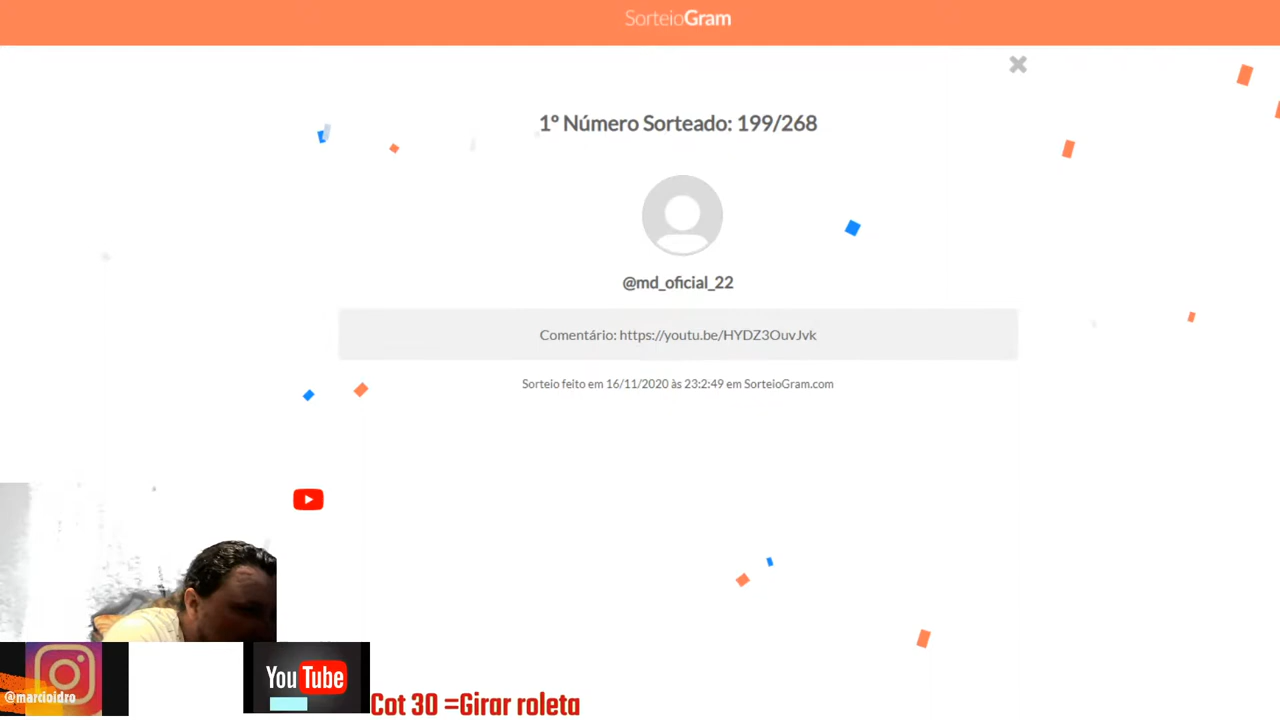 SorteioGram
1º Número Sorteado: 199/268
@md_oficial_22
Comentário: https://youtu.be/HYDZ3OuvJvk
Sorteio feito em 16/11/2020 às 23:2:49 em SorteioGram.com
@marcioidro
YouTube
Cot 30 =Girar roleta